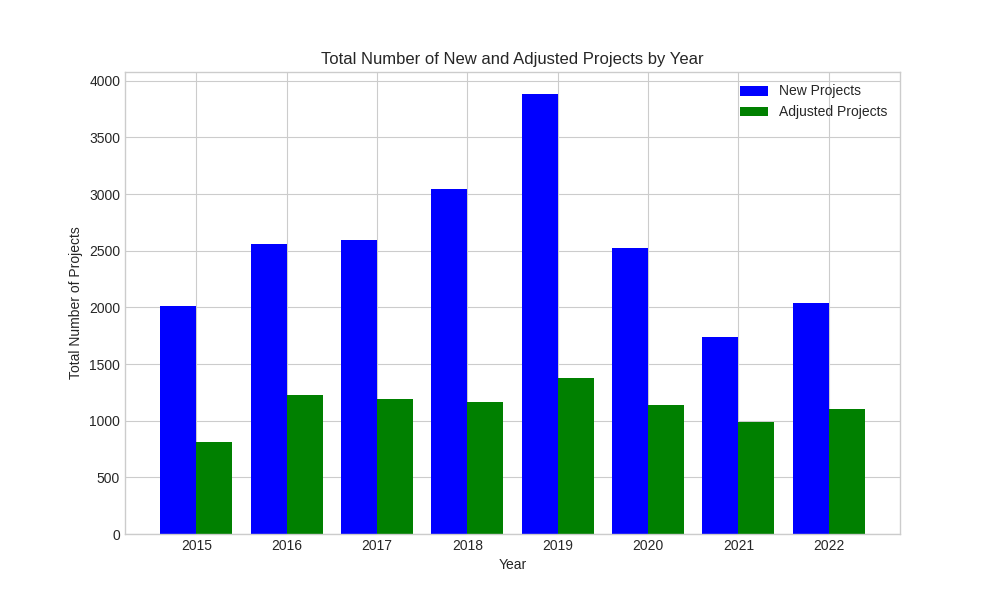 Total Number of New and Adjusted Projects by Year
New Projects
Adjusted Projects
4000
3500
3000
2500
2000
1500
1000
500
0
Total Number of Projects
2015 2016 2017 2018 2019 2020 2021 2022
Year